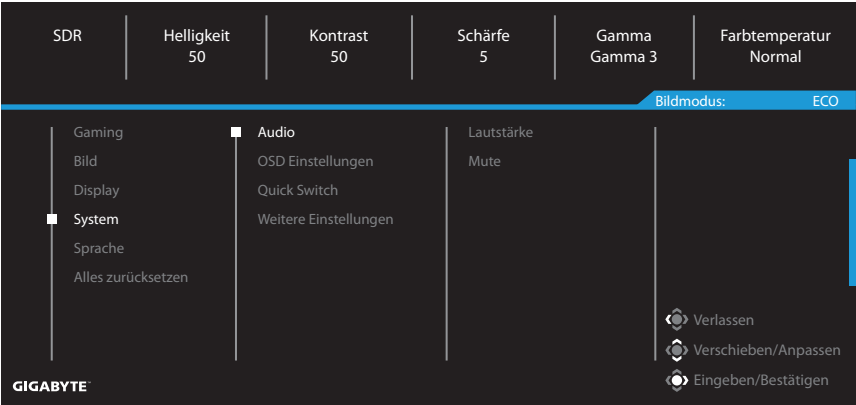 SDR Helligkeit Kontrast Schärfe Gamma Farbtemperatur
50 50 5 Gamma 3 Normal
Bildmodus: ECO
Gaming Audio Lautstärke
Bild OSD Einstellungen Mute
Display Quick Switch
System Weitere Einstellungen
Sprache
Alles zurücksetzen
Verlassen
Verschieben/Anpassen
GIGABYTE™ Eingeben/Bestätigen